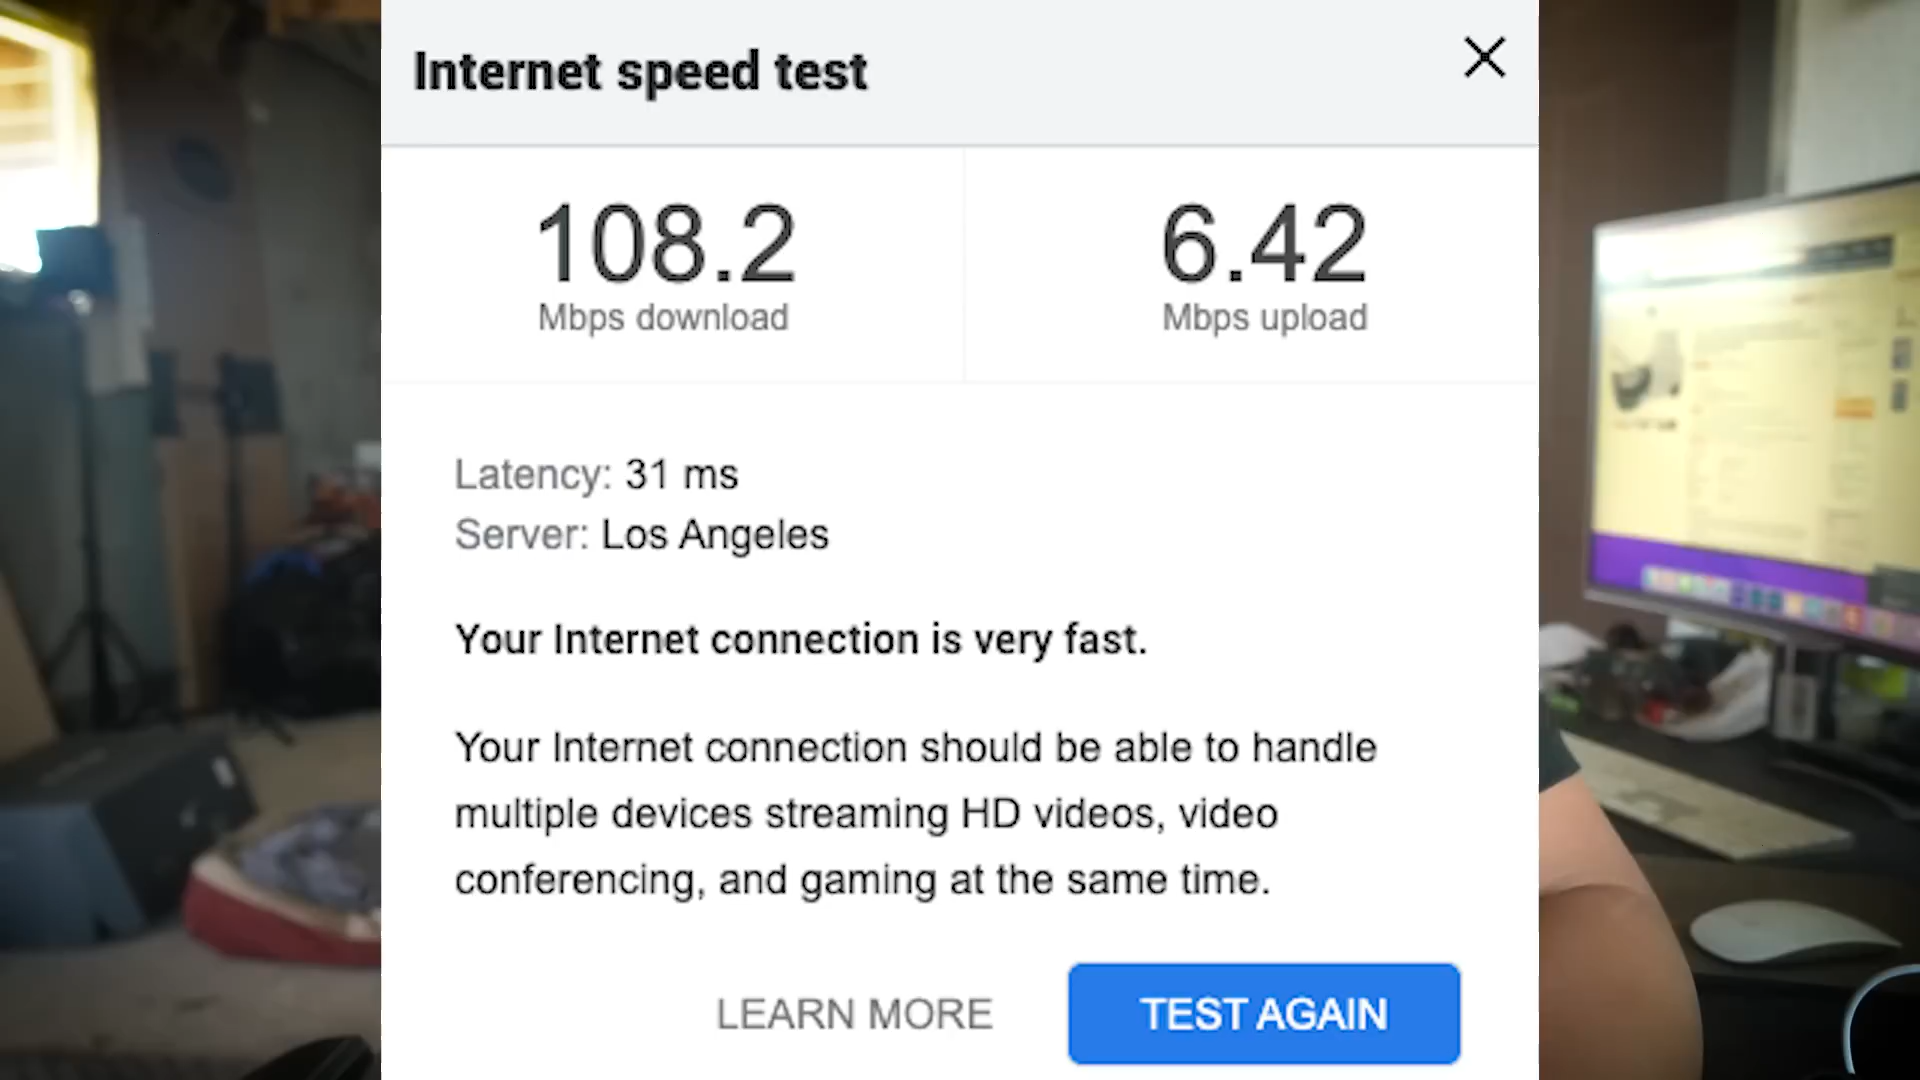 Internet speed test
108.2
Mbps download
6.42
Mbps upload
Latency: 31 ms
Server: Los Angeles
Your Internet connection is very fast.
Your Internet connection should be able to handle
multiple devices streaming HD videos, video
conferencing, and gaming at the same time.
LEARN MORE
TEST AGAIN